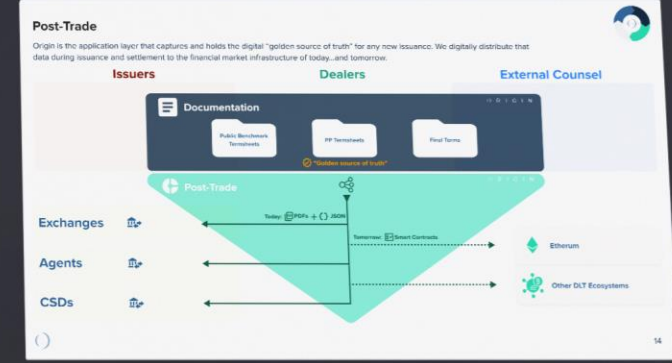 Post-Trade
Origin is the application layer that captures and holds the digital "golden source of truth" for any new issuance. We digitally distribute that
data during issuance and settlement to the financial market infrastructure of today...and tomorrow.
Issuers
Dealers
External Counsel
ORIGIN
Documentation
Public Benchmark
Termsheets
PP Termsheets
Final Terms
"Golden source of truth"
Post-Trade
Today: PDFs + {} JSON
Tomorrow: Smart Contracts
Exchanges
Agents
CSDs
Etherum
Other DLT Ecosystems
14